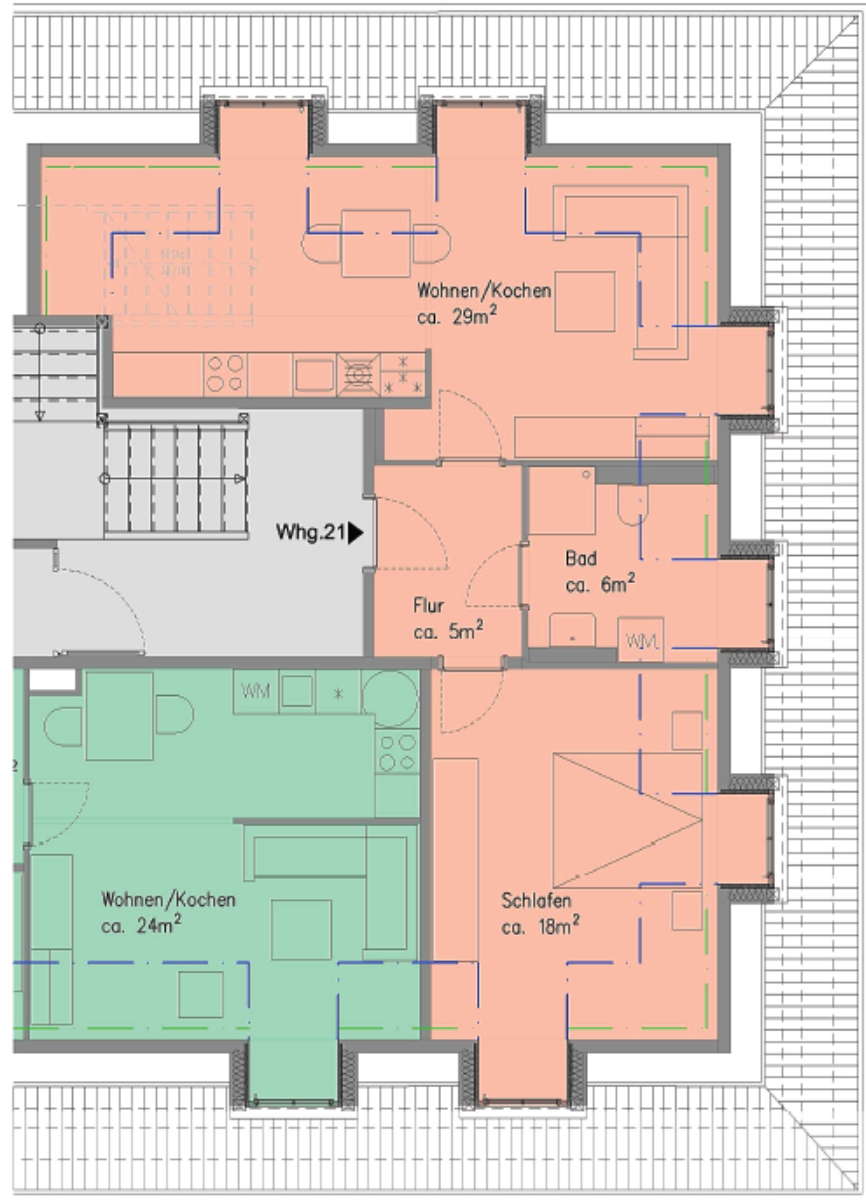 Wohnen/Kochen
ca. 29m²
Whg.21
Bad
ca. 6m²
Flur
ca. 5m²
WM
WM
2
Wohnen/Kochen
ca. 24m²
Schlafen
ca. 18m²